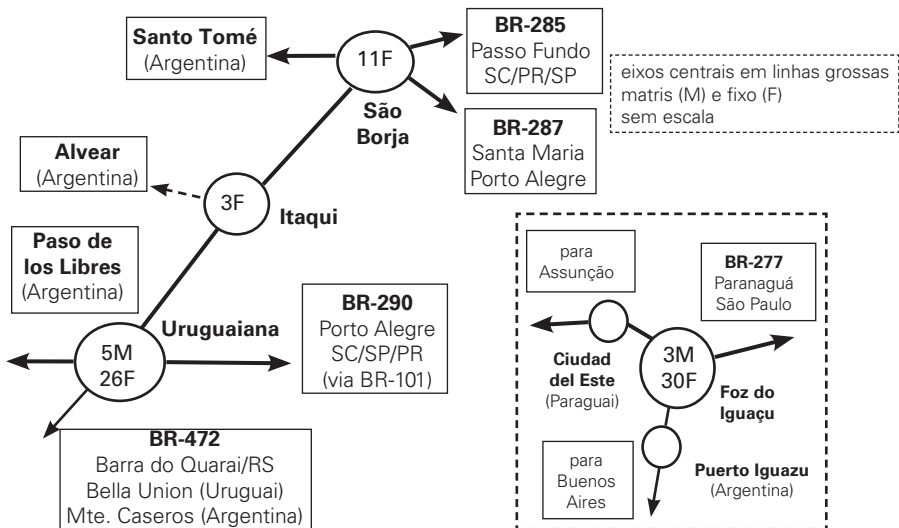 Santo Tomé
(Argentina)
11F
São
Borja
BR-285
Passo Fundo
SC/PR/SP
BR-287
Santa Maria
Porto Alegre
eixos centrais em linhas grossas
matris (M) e fixo (F)
sem escala
Alvear
(Argentina)
3F
Itaqui
Paso de
los Libres
(Argentina)
Uruguaiana
5M
26F
BR-290
Porto Alegre
SC/SP/PR
(via BR-101)
BR-472
Barra do Quarai/RS
Bella Union (Uruguai)
Mte. Caseros (Argentina)
para
Assunção
BR-277
Paranaguá
São Paulo
Ciudad
del Este
(Paraguai)
3M
30F
Foz do
Iguaçu
para
Buenos
Aires
Puerto Iguazu
(Argentina)